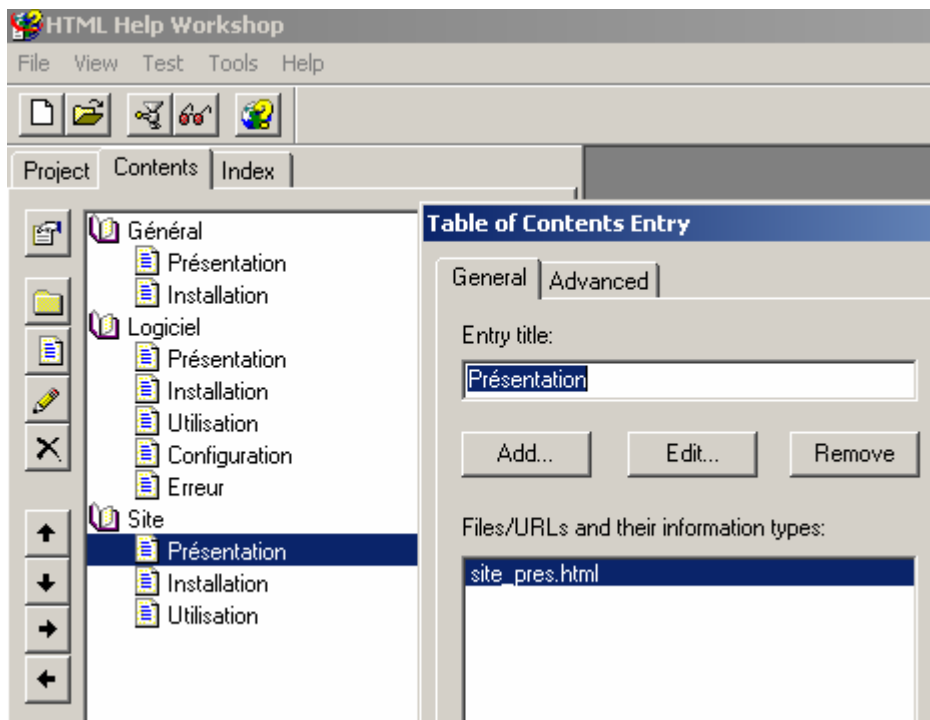 HTML Help Workshop
File View Test Tools Help
Project Contents Index
Général
Présentation
Installation
Logiciel
Présentation
Installation
Utilisation
Configuration
Erreur
Site
Présentation
Installation
Utilisation
Table of Contents Entry
General Advanced
Entry title:
Présentation
Add... Edit... Remove
Files/URLs and their information types:
site_pres.html